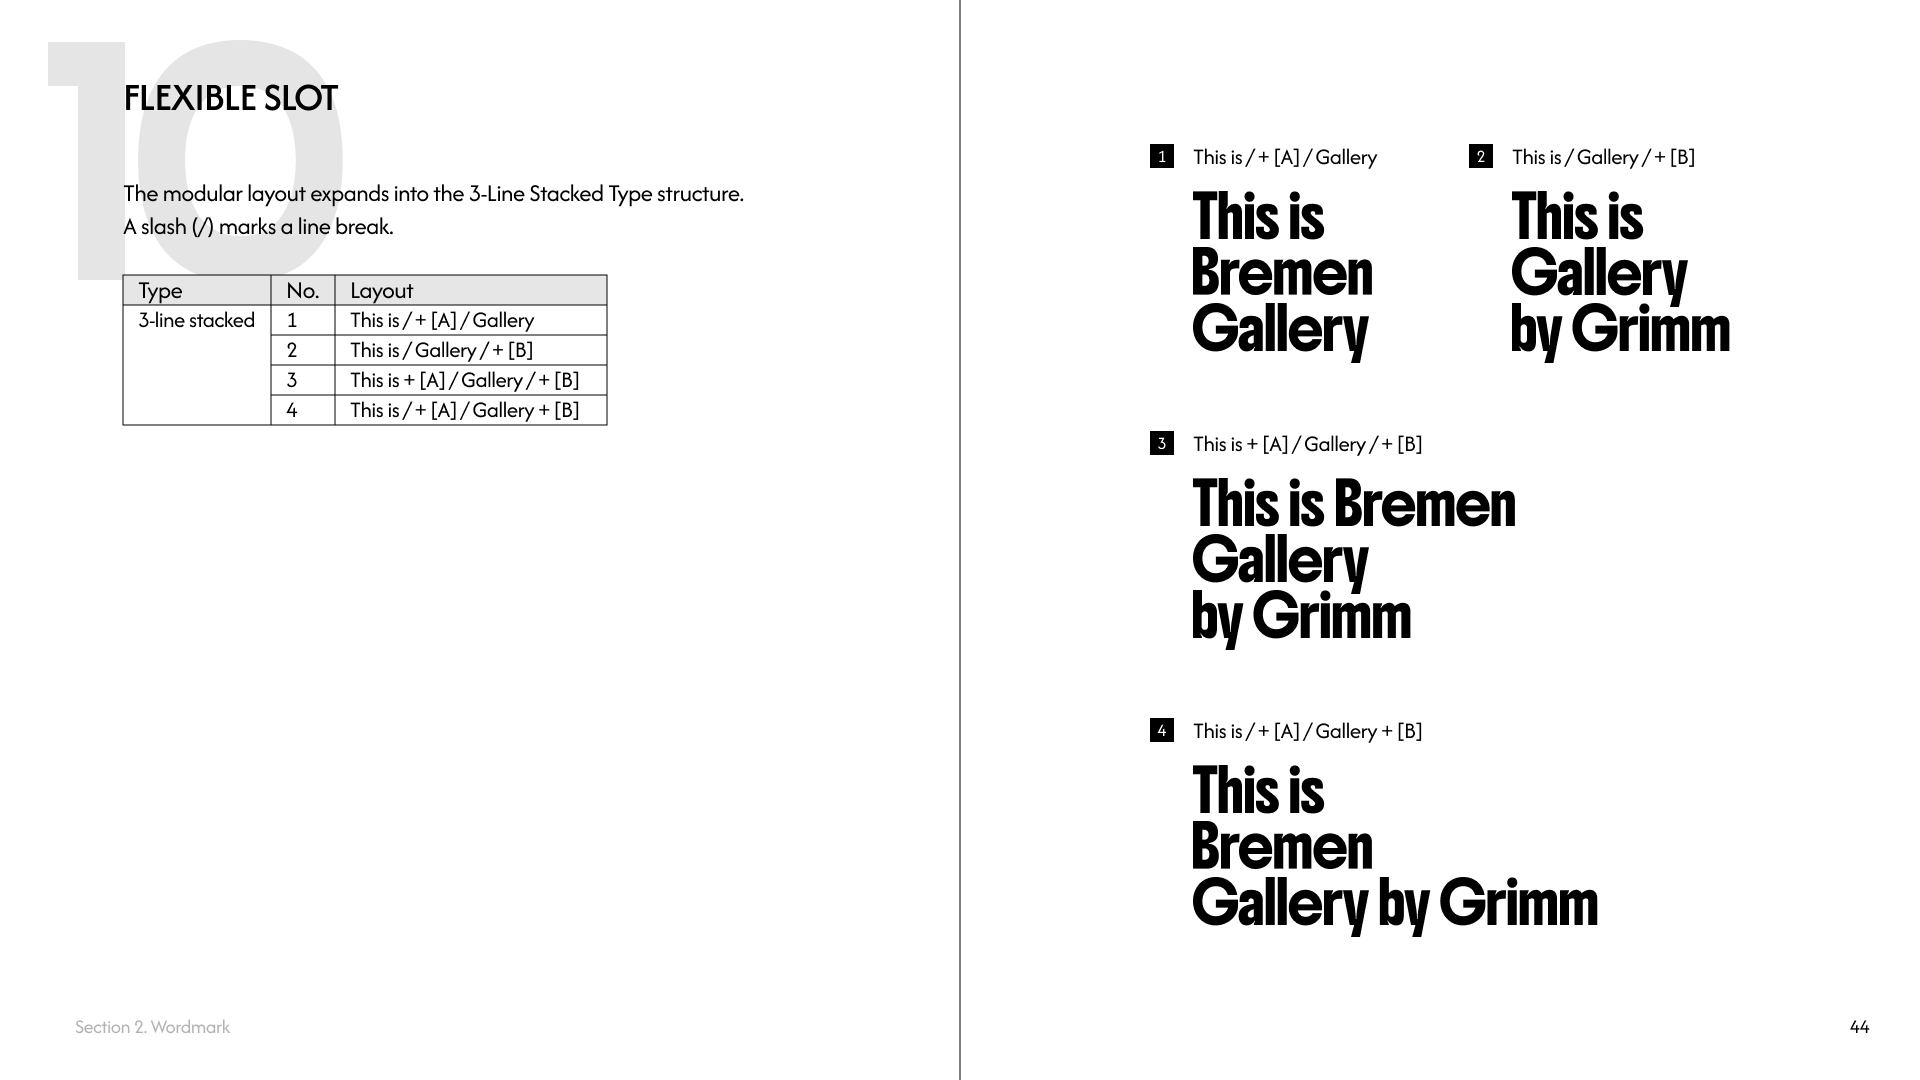 10
FLEXIBLE SLOT
The modular layout expands into the 3-Line Stacked Type structure.
A slash (/) marks a line break.
Type No. Layout
3-line stacked 1 This is / + [A] / Gallery
2 This is / Gallery / + [B]
3 This is + [A] / Gallery / + [B]
4 This is / + [A] / Gallery + [B]
Section 2. Wordmark
1 This is / + [A] / Gallery
This is
Bremen
Gallery
2 This is / Gallery / + [B]
This is
Gallery
by Grimm
3 This is + [A] / Gallery / + [B]
This is Bremen
Gallery
by Grimm
4 This is / + [A] / Gallery + [B]
This is
Bremen
Gallery by Grimm
44